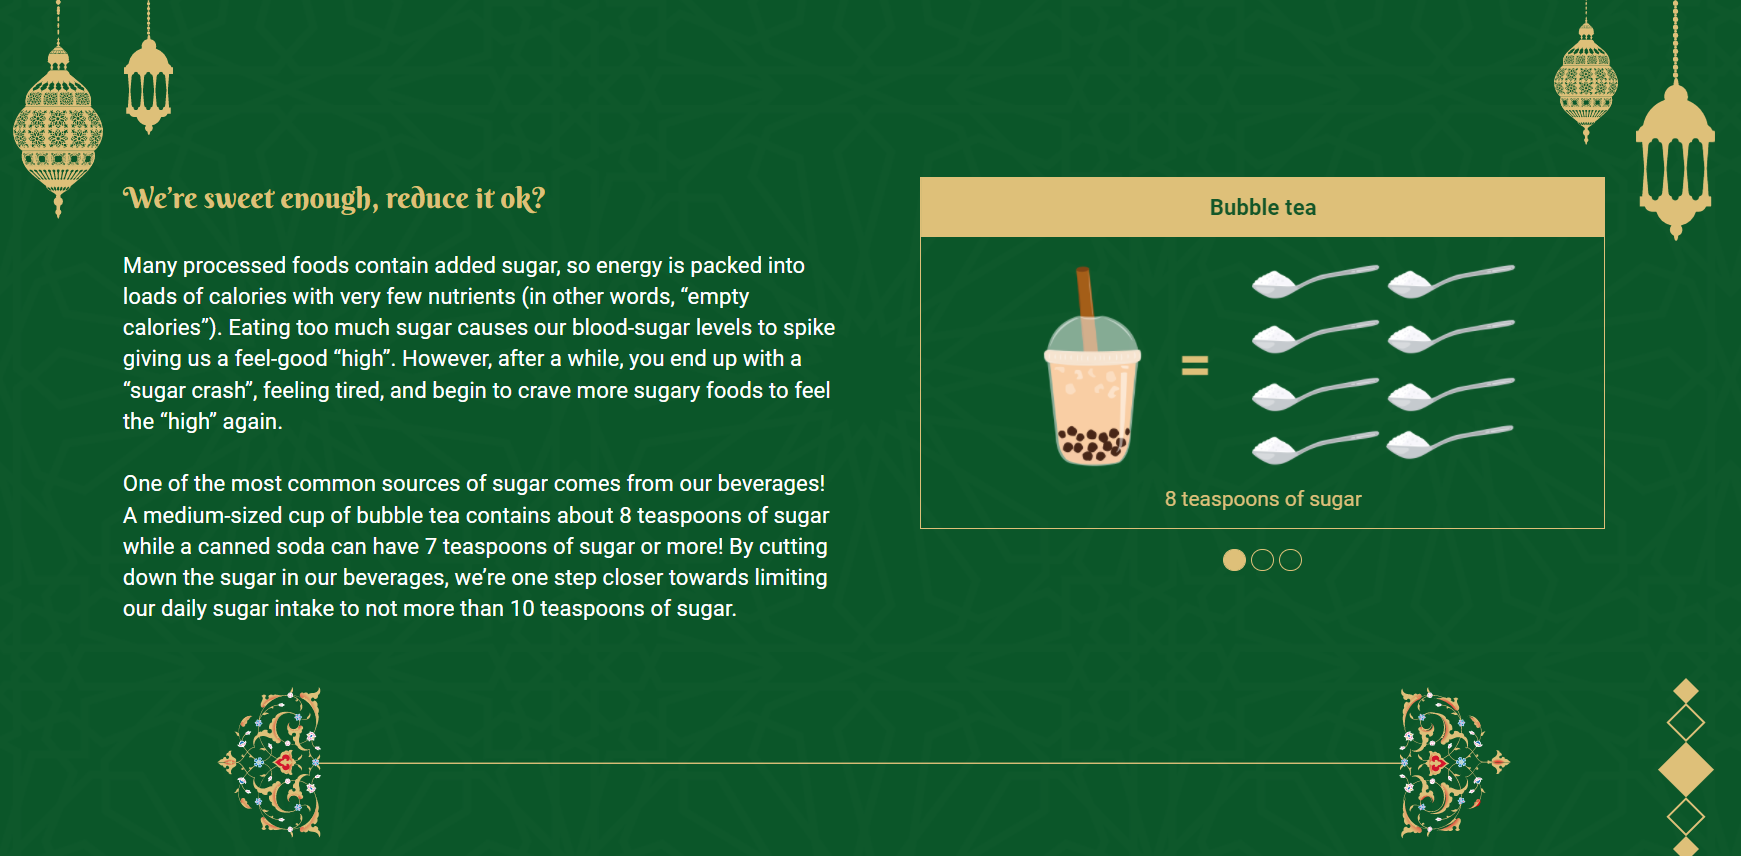 We're sweet enough, reduce it ok?
Many processed foods contain added sugar, so energy is packed into
loads of calories with very few nutrients (in other words, “empty
calories”). Eating too much sugar causes our blood-sugar levels to spike
giving us a feel-good “high”. However, after a while, you end up with a
“sugar crash”, feeling tired, and begin to crave more sugary foods to feel
the “high” again.
One of the most common sources of sugar comes from our beverages!
A medium-sized cup of bubble tea contains about 8 teaspoons of sugar
while a canned soda can have 7 teaspoons of sugar or more! By cutting
down the sugar in our beverages, we’re one step closer towards limiting
our daily sugar intake to not more than 10 teaspoons of sugar.
Bubble tea
=
8 teaspoons of sugar